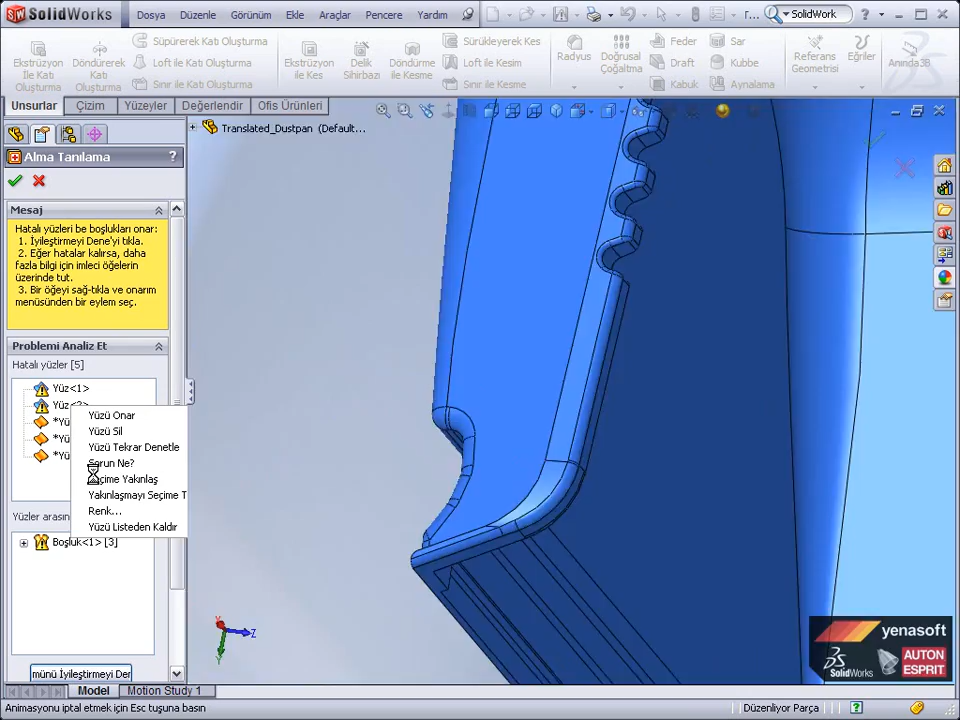 SolidWorks
Dosya Düzenle Görünüm Ekle Araçlar Pencere Yardım
SolidWork
Ekstrüzyon İle Katı Oluşturma
Döndürerek Katı Oluşturma
Süpürerek Katı Oluşturma
Loft ile Katı Oluşturma
Sınır ile Katı Oluşturma
Ekstrüzyon ile Kes
Delik Sihirbazı
Döndürme ile Kesme
Sürükleyerek Kes
Loft ile Kesim
Sınır ile Kesme
Radyus
Doğrusal Çoğaltma
Feder
Draft
Kabuk
Sar
Kubbe
Aynalama
Referans Geometrisi
Eğriler
Anında3B
Unsurlar Çizim Yüzeyler Değerlendir Ofis Ürünleri
Translated_Dustpan (Default...
Alma Tanılama
?
Mesaj
Hatalı yüzleri be boşlukları onar:
1. İyileştirmeyi Dene'yi tıkla.
2. Eğer hatalar kalırsa, daha
fazla bilgi için imleci öğelerin
üzerinde tut.
3. Bir öğeyi sağ-tıkla ve onarım
menüsünden bir eylem seç.
Problemi Analiz Et
Hatalı yüzler [5]
Yüz<1>
Yüz<2>
*Yü
*Yü
*Yü
Yüzü Onar
Yüzü Sil
Yüzü Tekrar Denetle
Sorun Ne?
Seçime Yakınlaş
Yakınlaşmayı Seçime T
Renk...
Yüzü Listeden Kaldır
Yüzler arasın
Boşluk<1> [3]
münü İyileştirmeyi Der
Y
Z
yenasoft
SolidWorks
AUTON
ESPRIT
Model Motion Study 1
Animasyonu iptal etmek için Esc tuşuna basın
Düzenliyor Parça